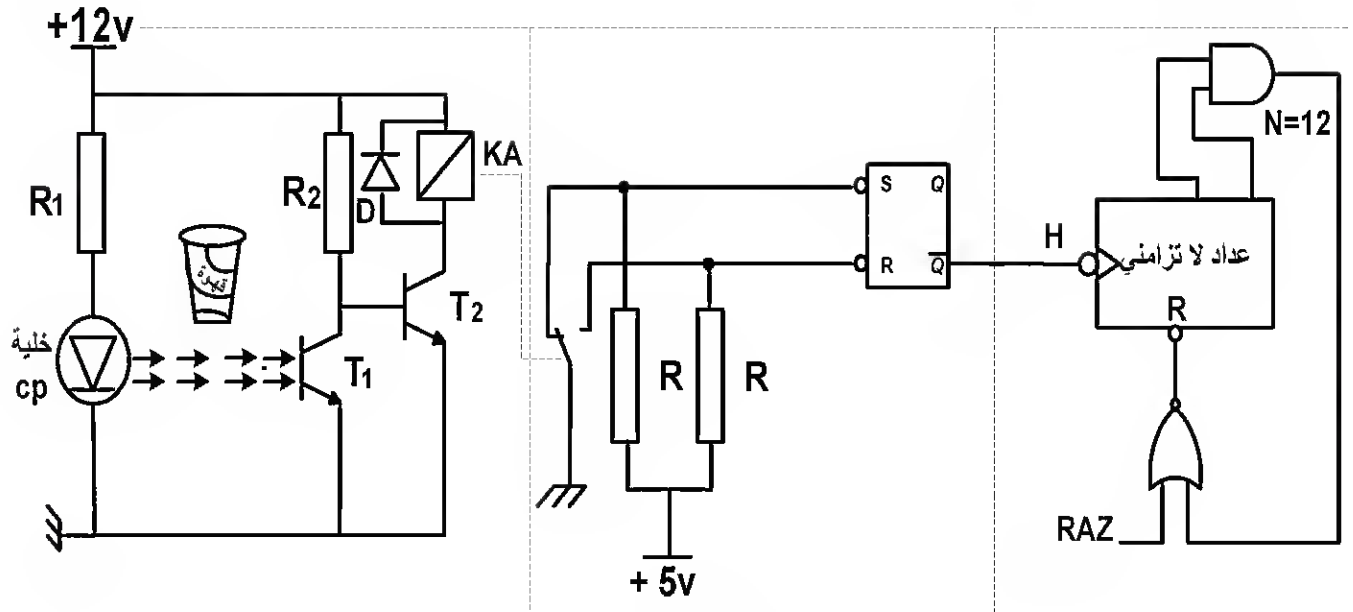 +12v
R1
R2
D
KA
قهوة
خلية
cp
T1
T2
S Q
R Q̅
R R
+ 5v
H
N=12
عداد لا تزامني
R
RAZ